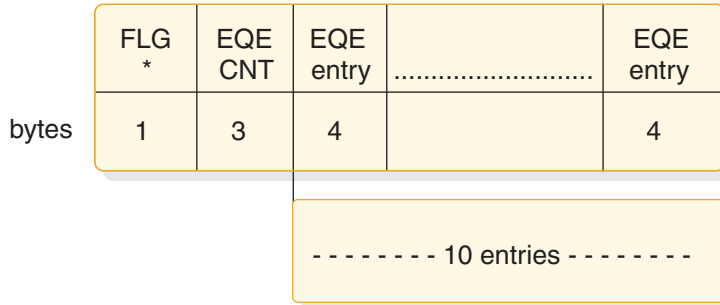 FLG EQE EQE EQE
* CNT entry ........................... entry
bytes 1 3 4 4
- - - - - - - - 10 entries - - - - - - - -